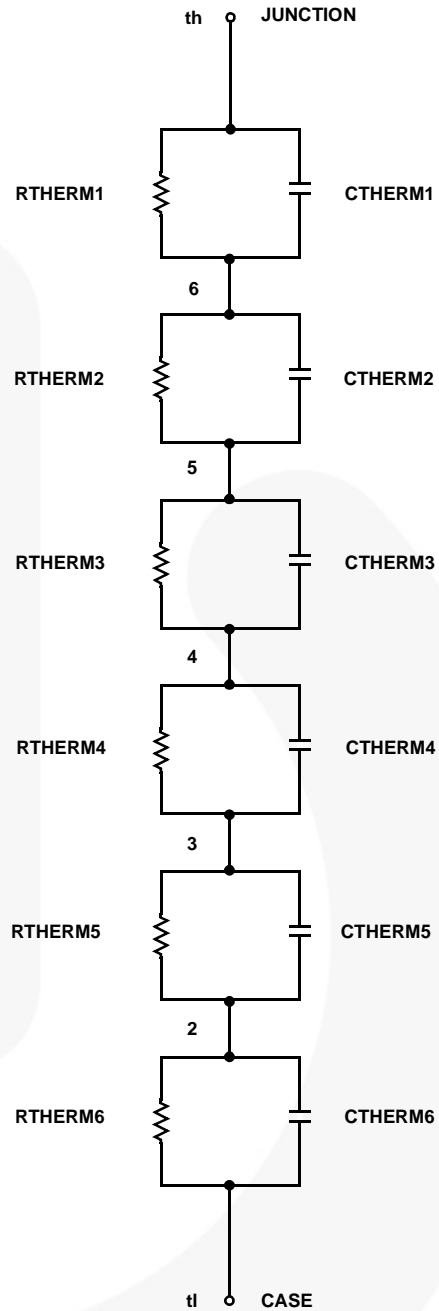 th JUNCTION
RTHERM1 CTHERM1
6
RTHERM2 CTHERM2
5
RTHERM3 CTHERM3
4
RTHERM4 CTHERM4
3
RTHERM5 CTHERM5
2
RTHERM6 CTHERM6
tl CASE